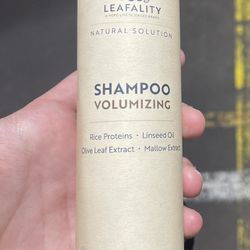 LEAFALITY
NATURAL SOLUTION
SHAMPOO
VOLUMIZING
Rice Proteins • Linseed Oil
Olive Leaf Extract • Mallow Extract